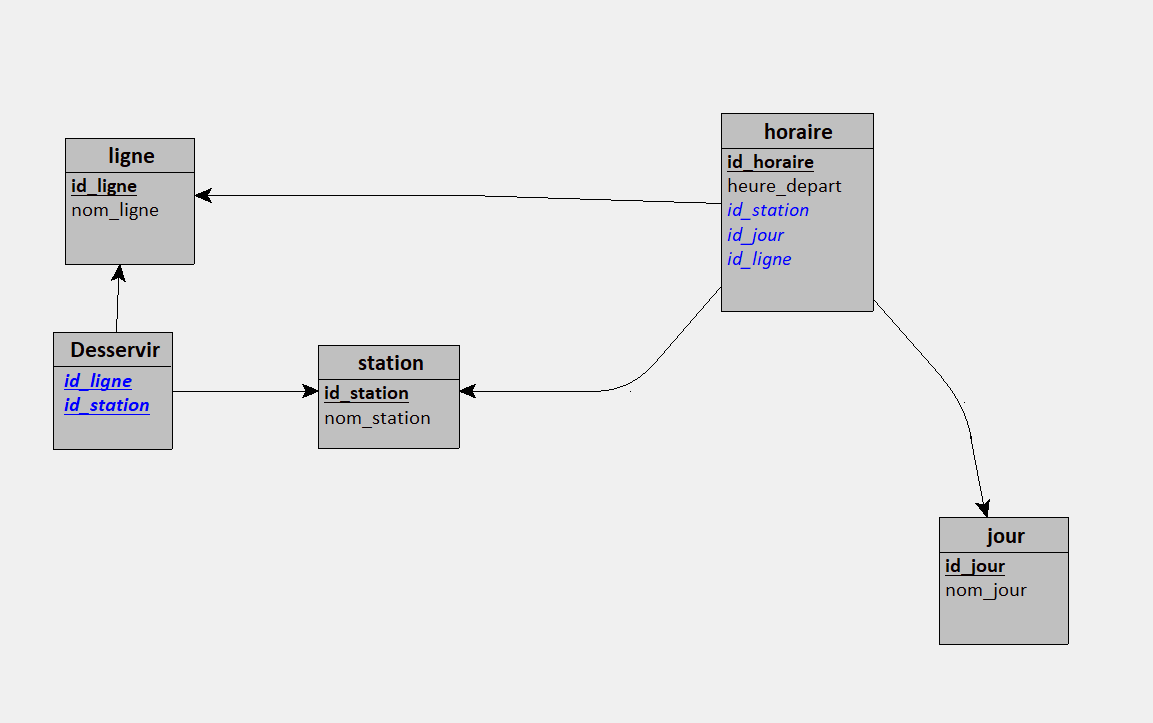 ligne
id_ligne
nom_ligne
horaire
id_horaire
heure_depart
id_station
id_jour
id_ligne
Desservir
id_ligne
id_station
station
id_station
nom_station
jour
id_jour
nom_jour